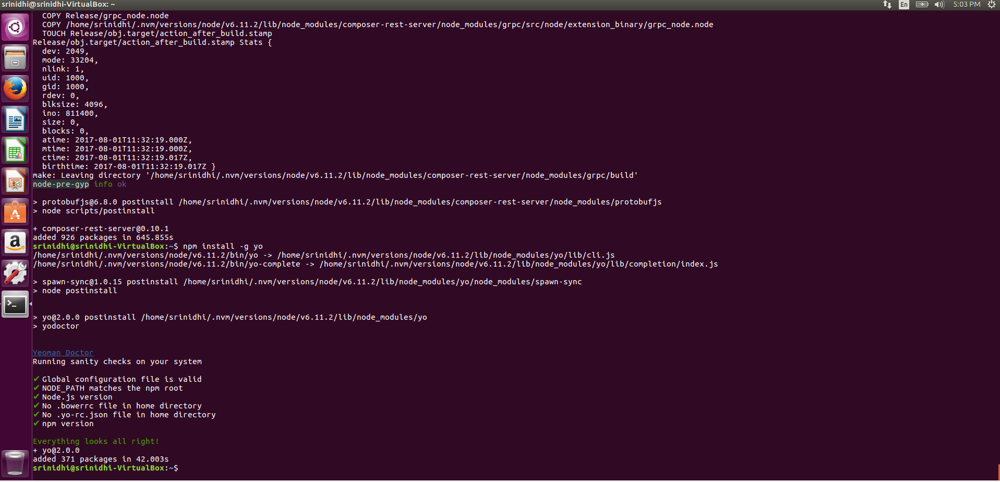 srinidhi@srinidhi-VirtualBox: ~
En
5:03 PM
COPY Release/grpc_node.node
COPY /home/srinidhi/.nvm/versions/node/v6.11.2/lib/node_modules/composer-rest-server/node_modules/grpc/src/node/extension_binary/grpc_node.node
TOUCH Release/obj.target/action_after_build.stamp
Release/obj.target/action_after_build.stamp Stats {
dev: 2049,
mode: 33204,
nlink: 1,
uid: 1000,
gid: 1000,
rdev: 0,
blksize: 4096,
ino: 811400,
size: 0,
blocks: 0,
atime: 2017-08-01T11:32:19.000Z,
mtime: 2017-08-01T11:32:19.000Z,
ctime: 2017-08-01T11:32:19.017Z,
birthtime: 2017-08-01T11:32:19.017Z }
make: Leaving directory '/home/srinidhi/.nvm/versions/node/v6.11.2/lib/node_modules/composer-rest-server/node_modules/grpc/build'
node-pre-gyp info ok
> protobufjs@6.8.0 postinstall /home/srinidhi/.nvm/versions/node/v6.11.2/lib/node_modules/composer-rest-server/node_modules/protobufjs
> node scripts/postinstall
+ composer-rest-server@0.10.1
added 926 packages in 645.855s
srinidhi@srinidhi-VirtualBox:~$ npm install -g yo
/home/srinidhi/.nvm/versions/node/v6.11.2/bin/yo -> /home/srinidhi/.nvm/versions/node/v6.11.2/lib/node_modules/yo/lib/cli.js
/home/srinidhi/.nvm/versions/node/v6.11.2/bin/yo-complete -> /home/srinidhi/.nvm/versions/node/v6.11.2/lib/node_modules/yo/lib/completion/index.js
> spawn-sync@1.0.15 postinstall /home/srinidhi/.nvm/versions/node/v6.11.2/lib/node_modules/yo/node_modules/spawn-sync
> node postinstall
> yo@2.0.0 postinstall /home/srinidhi/.nvm/versions/node/v6.11.2/lib/node_modules/yo
> yodoctor
Yeoman Doctor
Running sanity checks on your system
✔ Global configuration file is valid
✔ NODE_PATH matches the npm root
✔ Node.js version
✔ No .bowerrc file in home directory
✔ No .yo-rc.json file in home directory
✔ npm version
Everything looks all right!
+ yo@2.0.0
added 371 packages in 42.003s
srinidhi@srinidhi-VirtualBox:~$